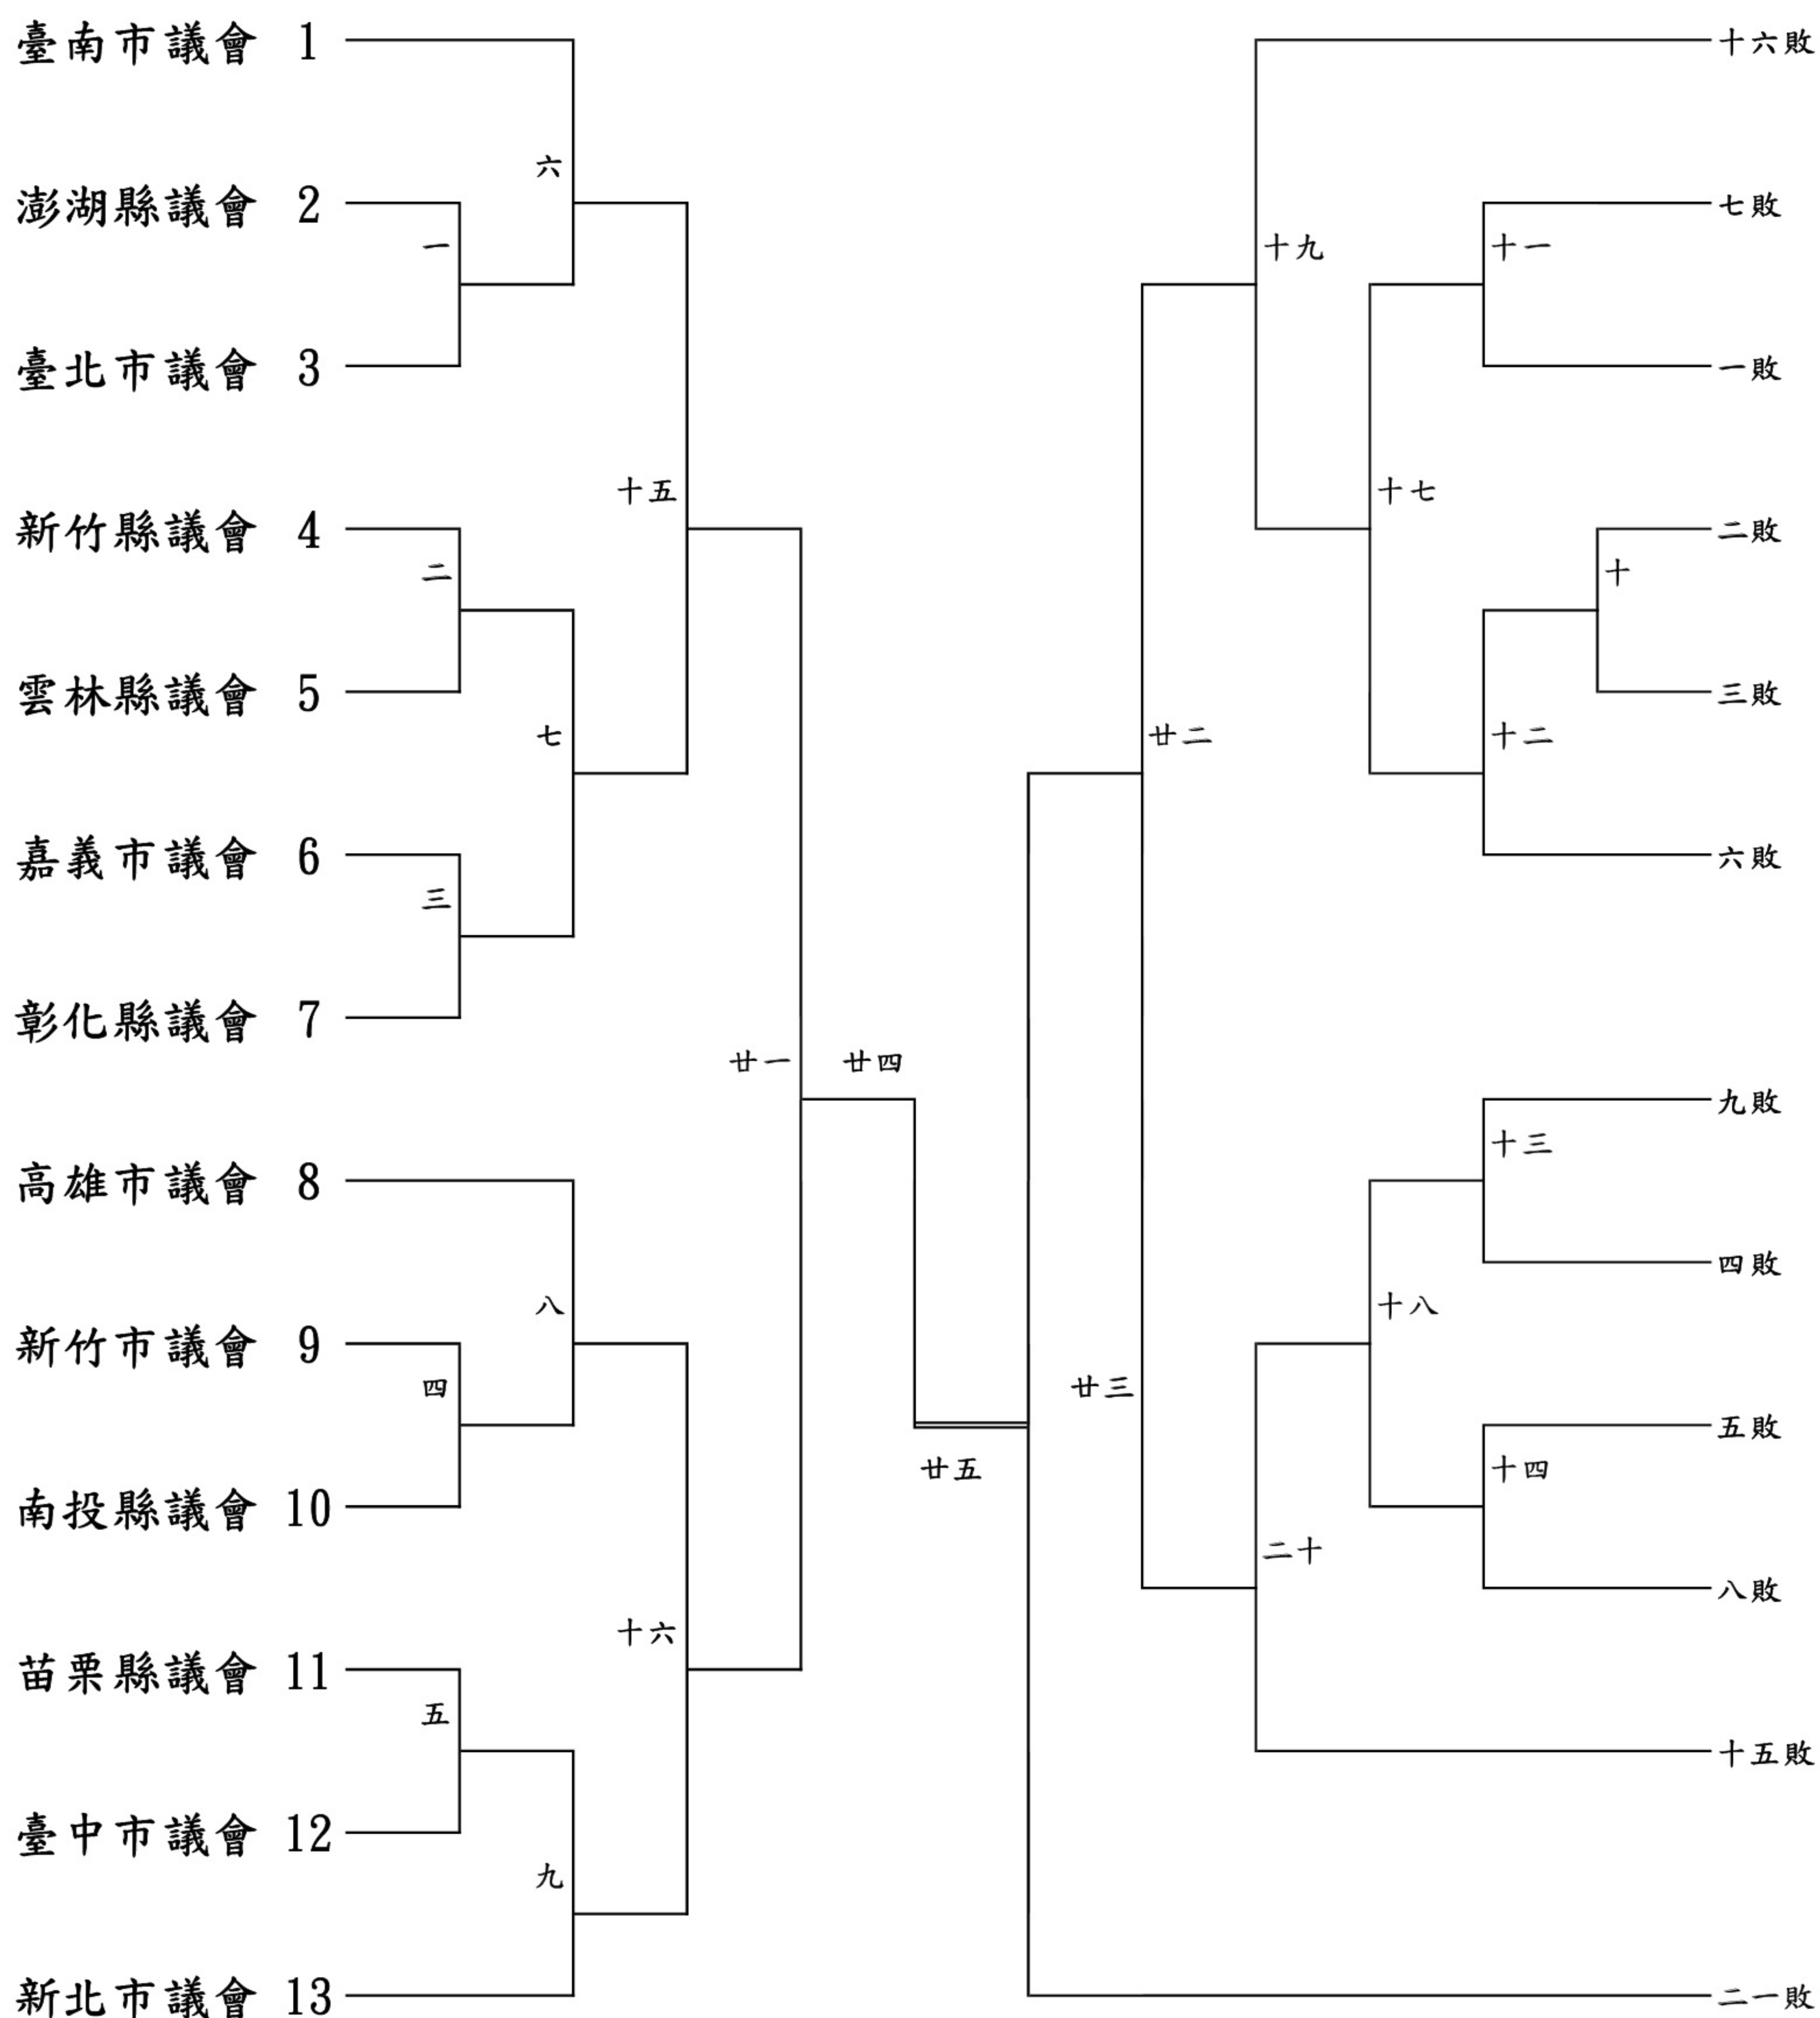 臺南市議會 1
十六敗
六
澎湖縣議會 2
七敗
一
十九
十一
臺北市議會 3
一敗
十五
十七
新竹縣議會 4
二敗
二
十
雲林縣議會 5
三敗
七
廿二
十二
嘉義市議會 6
六敗
三
彰化縣議會 7
廿一
廿四
九敗
十三
高雄市議會 8
四敗
八
十八
新竹市議會 9
四
廿三
五敗
廿五
十四
南投縣議會 10
二十
八敗
十六
苗栗縣議會 11
五
十五敗
臺中市議會 12
九
新北市議會 13
二一敗